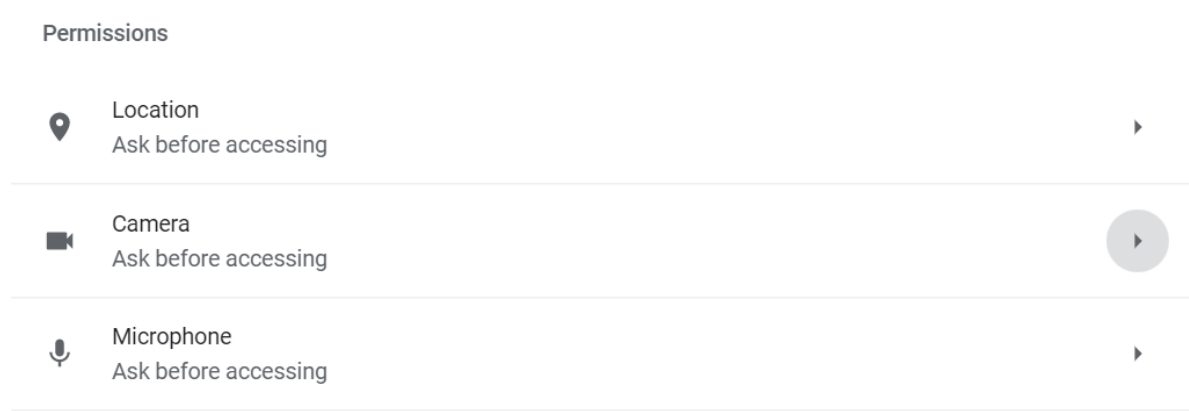 Permissions
Location
Ask before accessing
Camera
Ask before accessing
Microphone
Ask before accessing